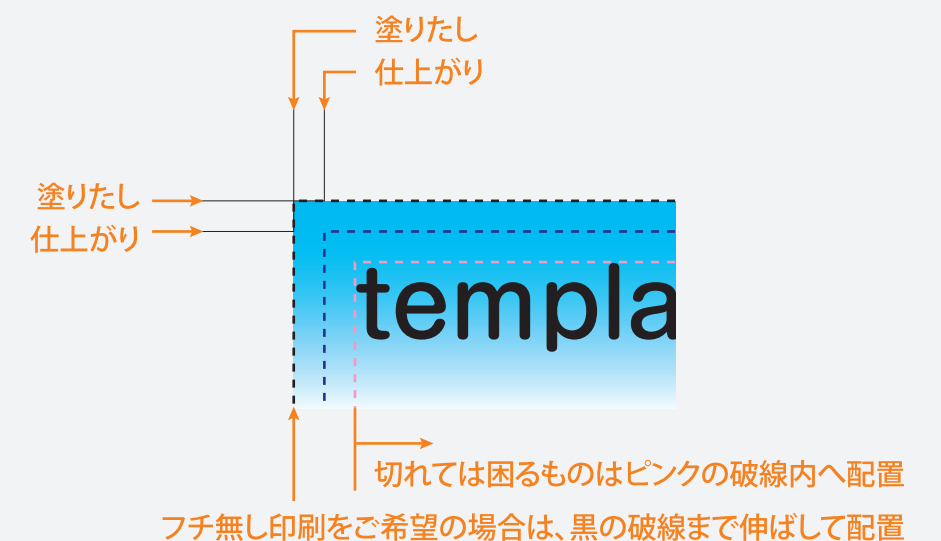 塗りたし
仕上がり
塗りたし
仕上がり
templa
切れては困るものはピンクの破線内へ配置
フチ無し印刷をご希望の場合は、黒の破線まで伸ばして配置